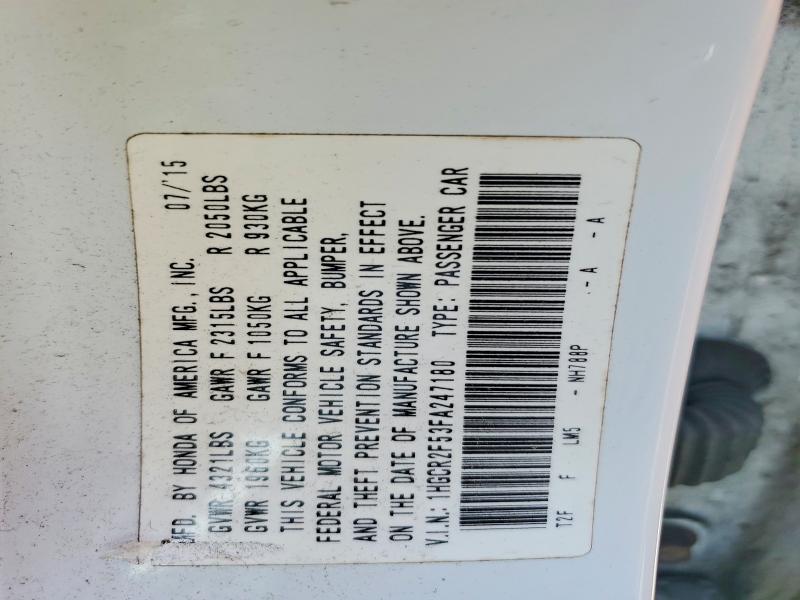 MFD. BY HONDA OF AMERICA MFG., INC. 07/'15
GVWR 4321LBS GAWR F 2315LBS R 2050LBS
GVWR 1960KG GAWR F 1050KG R 930KG
THIS VEHICLE CONFORMS TO ALL APPLICABLE
FEDERAL MOTOR VEHICLE SAFETY, BUMPER,
AND THEFT PREVENTION STANDARDS IN EFFECT
ON THE DATE OF MANUFACTURE SHOWN ABOVE.
V.I.N.: 1HGCR2F53FA247180 TYPE: PASSENGER CAR
T2F F LM5 - NH788P - A - A